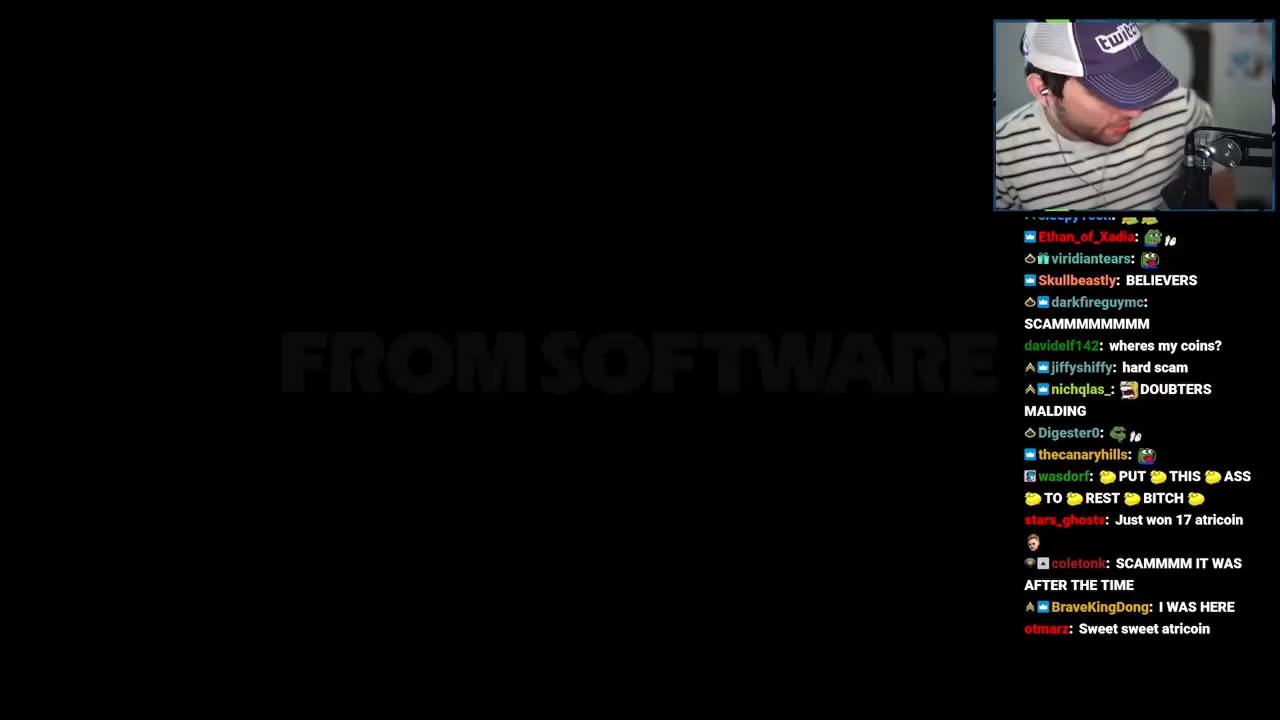 twitch
FROM SOFTWARE
Ethan_of_Xadia:
viridiantears:
Skullbeastly: BELIEVERS
darkfireguymc:
SCAMMMMMMMM
davidelf142: wheres my coins?
jiffyshiffy: hard scam
nichqlas_: DOUBTERS
MALDING
Digester0:
thecanaryhills:
wasdorf: PUT THIS ASS
TO REST BITCH
stars_ghosts: Just won 17 atricoin
coletonk: SCAMMMM IT WAS
AFTER THE TIME
BraveKingDong: I WAS HERE
otmarz: Sweet sweet atricoin